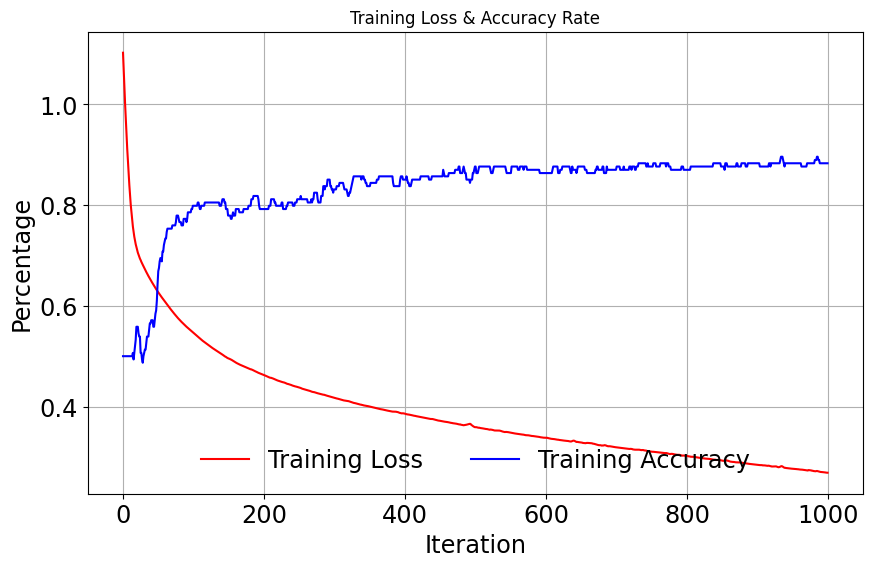 Training Loss & Accuracy Rate
1.0
0.8
0.6
0.4
Percentage
Training Loss
Training Accuracy
0
200
400
600
800
1000
Iteration